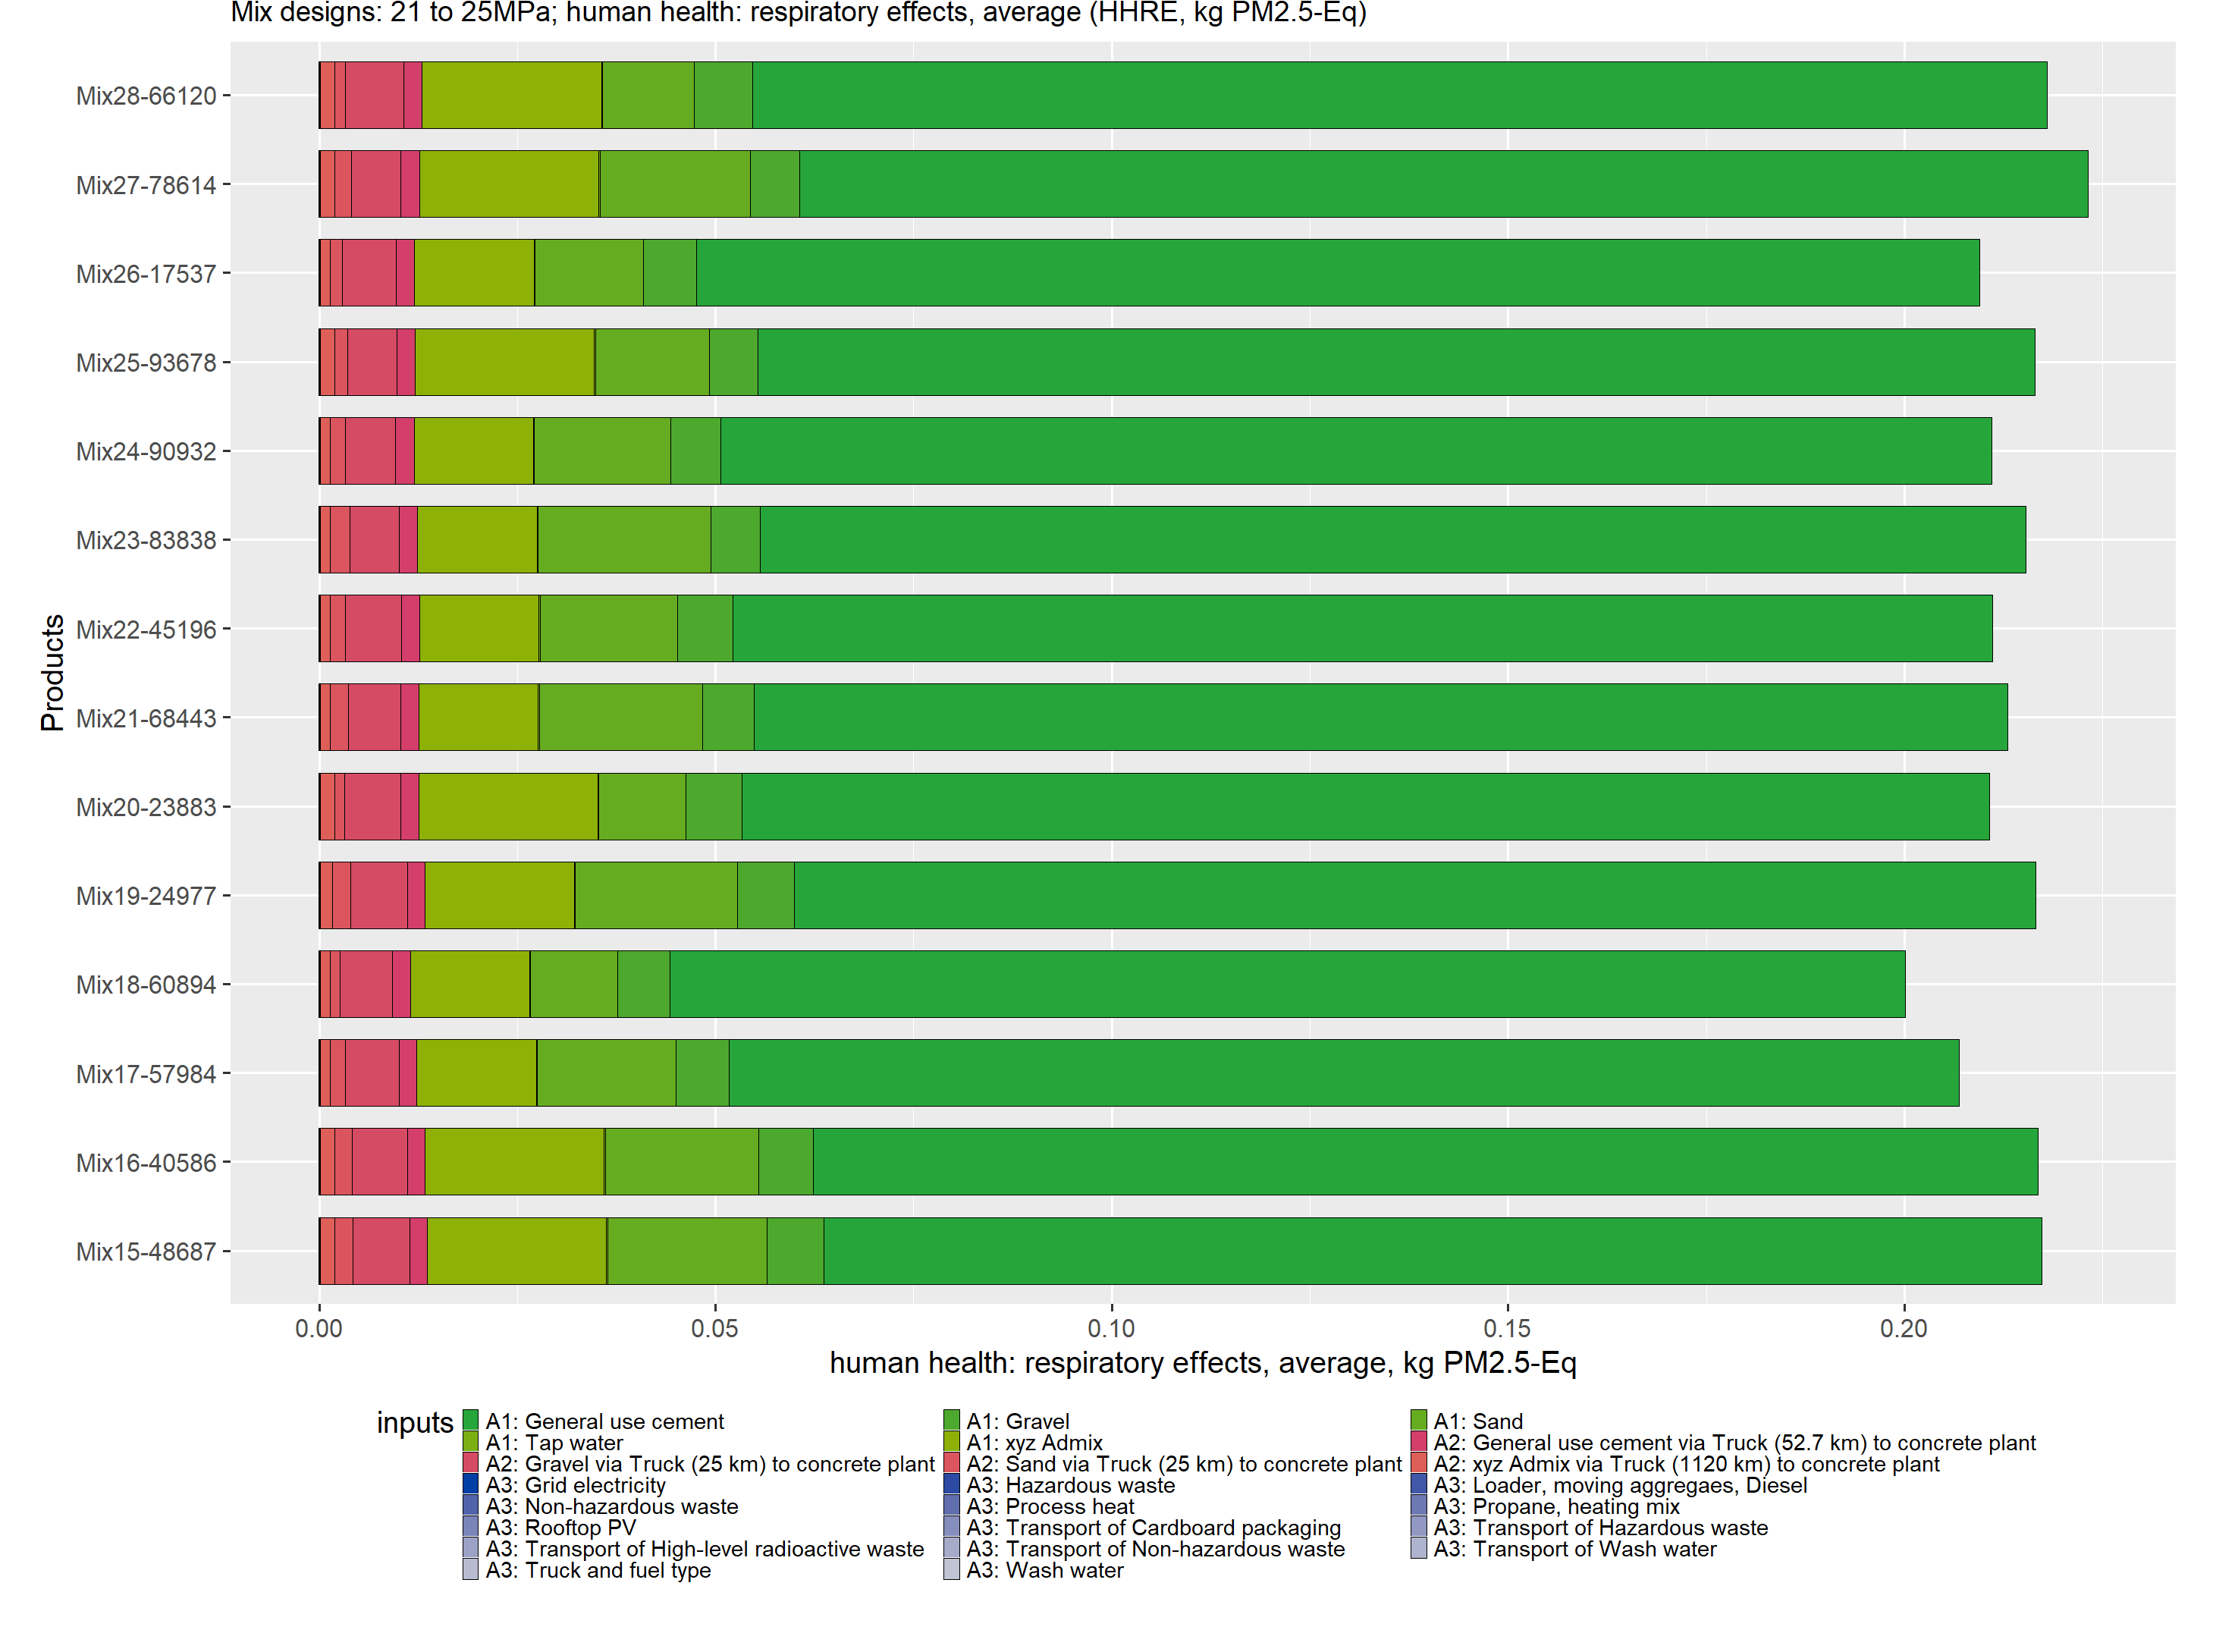 Mix designs: 21 to 25MPa; human health: respiratory effects, average (HHRE, kg PM2.5-Eq)
Products
Mix28-66120
Mix27-78614
Mix26-17537
Mix25-93678
Mix24-90932
Mix23-83838
Mix22-45196
Mix21-68443
Mix20-23883
Mix19-24977
Mix18-60894
Mix17-57984
Mix16-40586
Mix15-48687
0.00 0.05 0.10 0.15 0.20
human health: respiratory effects, average, kg PM2.5-Eq
inputs
A1: General use cement A1: Gravel A1: Sand
A1: Tap water A1: xyz Admix A2: General use cement via Truck (52.7 km) to concrete plant
A2: Gravel via Truck (25 km) to concrete plant A2: Sand via Truck (25 km) to concrete plant A2: xyz Admix via Truck (1120 km) to concrete plant
A3: Grid electricity A3: Hazardous waste A3: Loader, moving aggregaes, Diesel
A3: Non-hazardous waste A3: Process heat A3: Propane, heating mix
A3: Rooftop PV A3: Transport of Cardboard packaging A3: Transport of Hazardous waste
A3: Transport of High-level radioactive waste A3: Transport of Non-hazardous waste A3: Transport of Wash water
A3: Truck and fuel type A3: Wash water